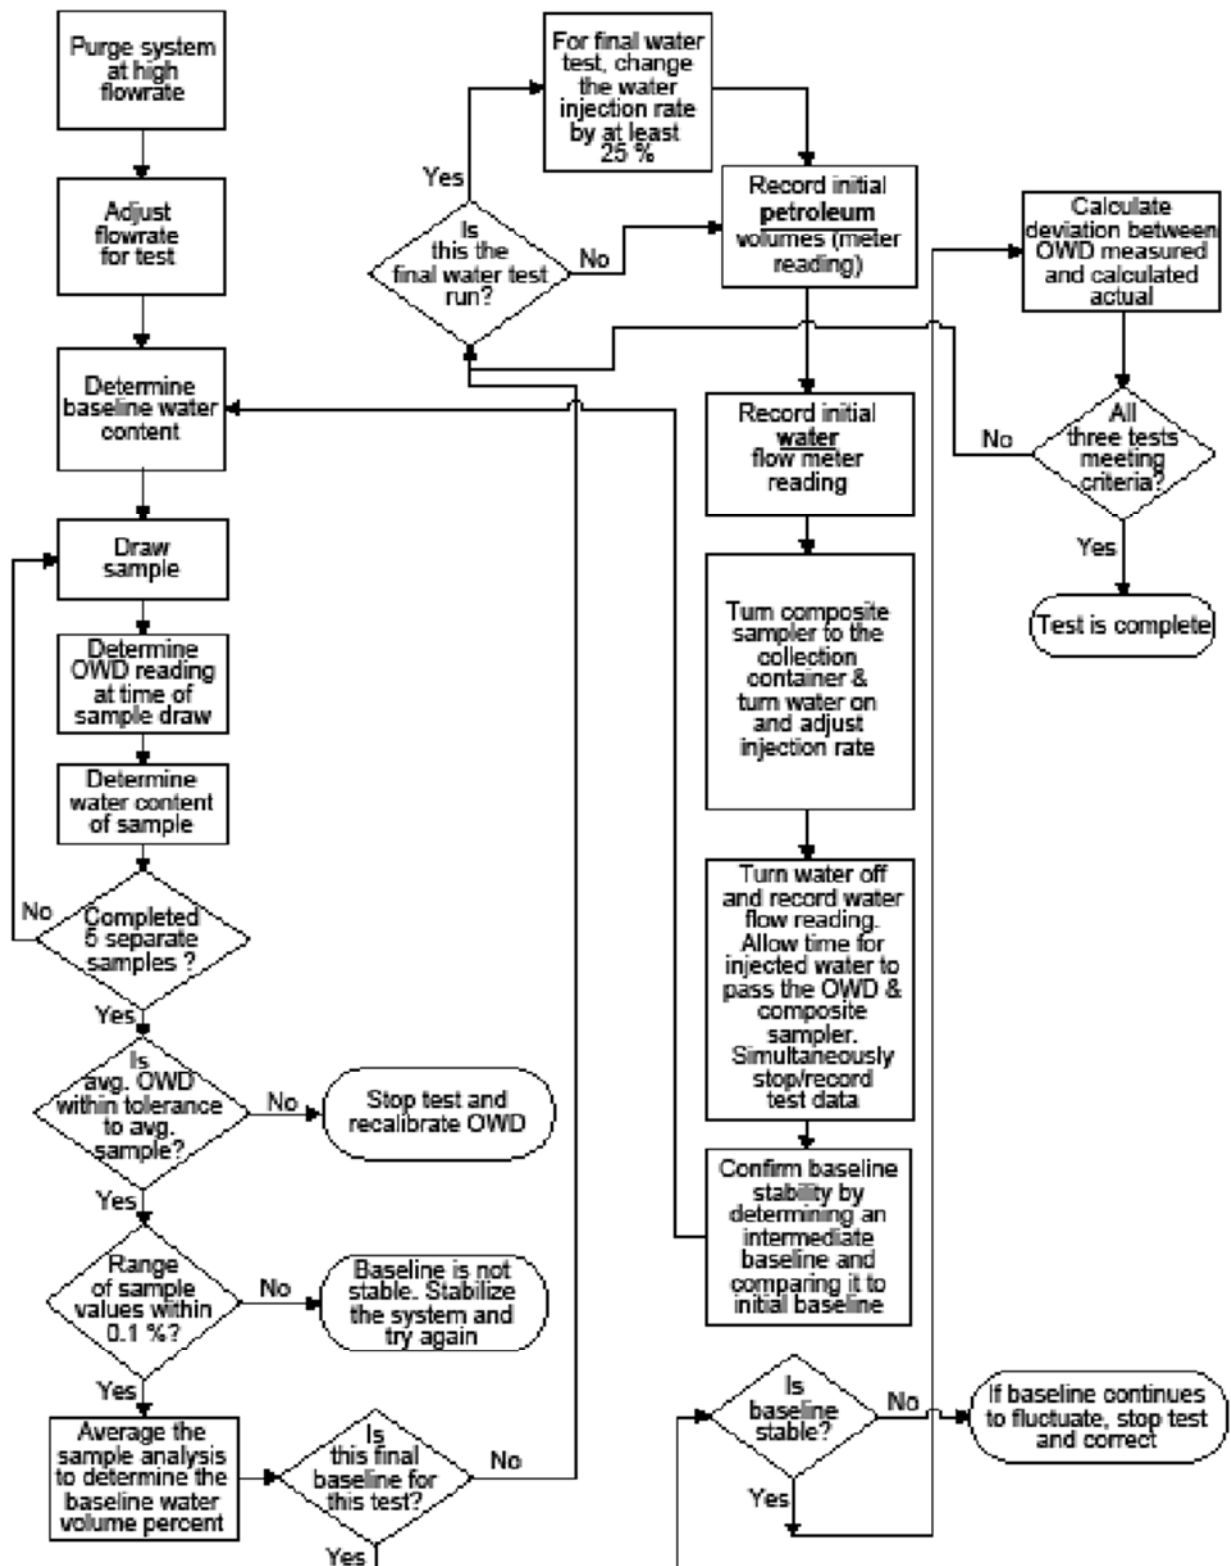 Purge system
at high
flowrate
Adjust
flowrate
for test
Determine
baseline water
content
Draw
sample
Determine
OWD reading
at time of
sample draw
Determine
water content
of sample
No
Completed
5 separate
samples ?
Yes
Is
avg. OWD
within tolerance
to avg.
sample?
No
Stop test and
recalibrate OWD
Yes
Range
of sample
values within
0.1 %?
No
Baseline is not
stable. Stabilize
the system and
try again
Yes
Average the
sample analysis
to determine the
baseline water
volume percent
Is
this final
baseline for
this test?
No
Yes
For final water
test, change
the water
injection rate
by at least
25 %
Yes
Is
this the
final water test
run?
No
Record initial
petroleum
volumes (meter
reading)
Record initial
water
flow meter
reading
Turn composite
sampler to the
collection
container &
turn water on
and adjust
injection rate
Turn water off
and record water
flow reading.
Allow time for
injected water to
pass the OWD &
composite
sampler.
Simultaneously
stop/record
test data
Confirm baseline
stability by
determining an
intermediate
baseline and
comparing it to
initial baseline
Is
baseline
stable?
No
If baseline continues
to fluctuate, stop test
and correct
Yes
Calculate
deviation between
OWD measured
and calculated
actual
All
three tests
meeting
criteria?
No
Yes
Test is complete